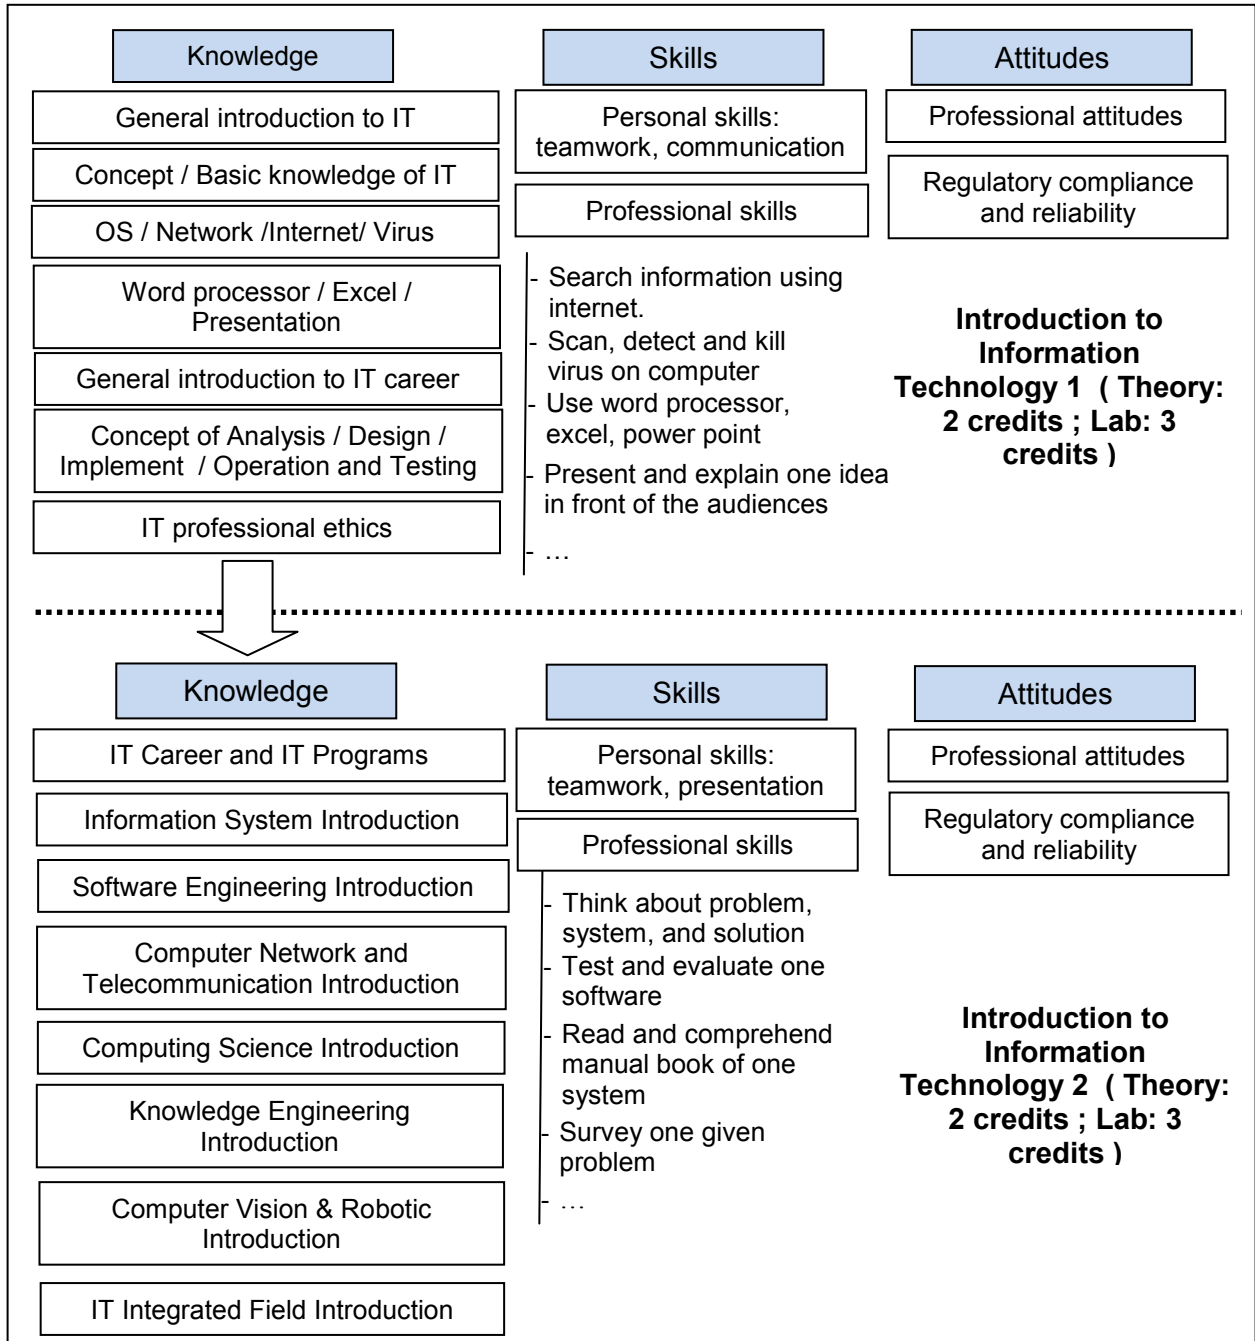 Knowledge
General introduction to IT
Concept / Basic knowledge of IT
OS / Network /Internet/ Virus
Word processor / Excel /
Presentation
General introduction to IT career
Concept of Analysis / Design /
Implement / Operation and Testing
IT professional ethics
Skills
Personal skills:
teamwork, communication
Professional skills
- Search information using
internet.
- Scan, detect and kill
virus on computer
- Use word processor,
excel, power point
- Present and explain one idea
in front of the audiences
- ...
Attitudes
Professional attitudes
Regulatory compliance
and reliability
Introduction to
Information
Technology 1 ( Theory:
2 credits ; Lab: 3
credits )
Knowledge
IT Career and IT Programs
Information System Introduction
Software Engineering Introduction
Computer Network and
Telecommunication Introduction
Computing Science Introduction
Knowledge Engineering
Introduction
Computer Vision & Robotic
Introduction
IT Integrated Field Introduction
Skills
Personal skills:
teamwork, presentation
Professional skills
- Think about problem,
system, and solution
- Test and evaluate one
software
- Read and comprehend
manual book of one
system
- Survey one given
problem
- ...
Attitudes
Professional attitudes
Regulatory compliance
and reliability
Introduction to
Information
Technology 2 ( Theory:
2 credits ; Lab: 3
credits )